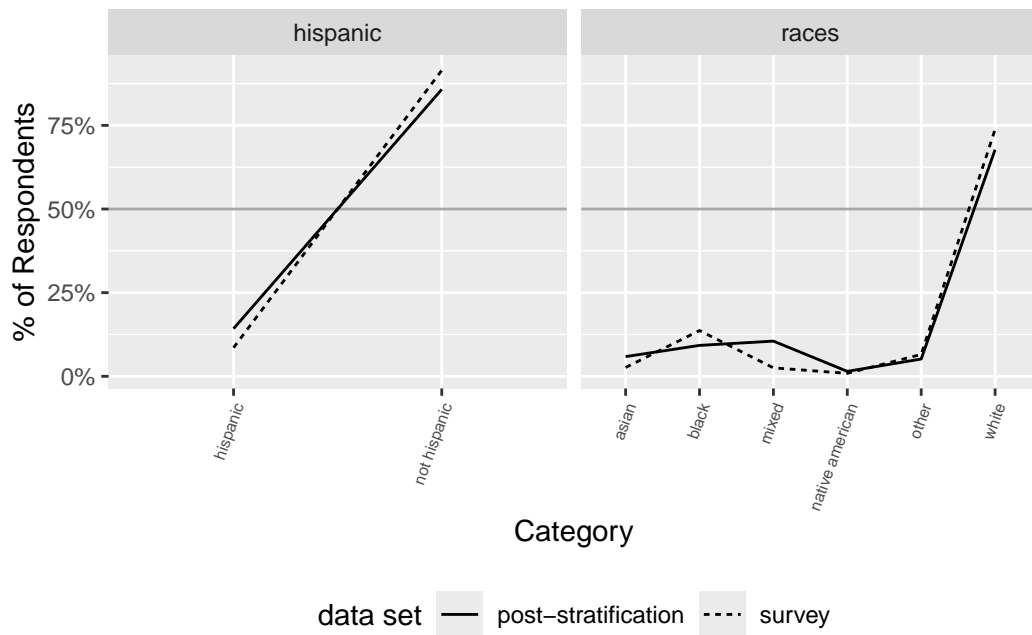 hispanic
races
% of Respondents
75%
50%
25%
0%
hispanic
not hispanic
asian
black
mixed
native american
other
white
Category
data set
post−stratification
survey